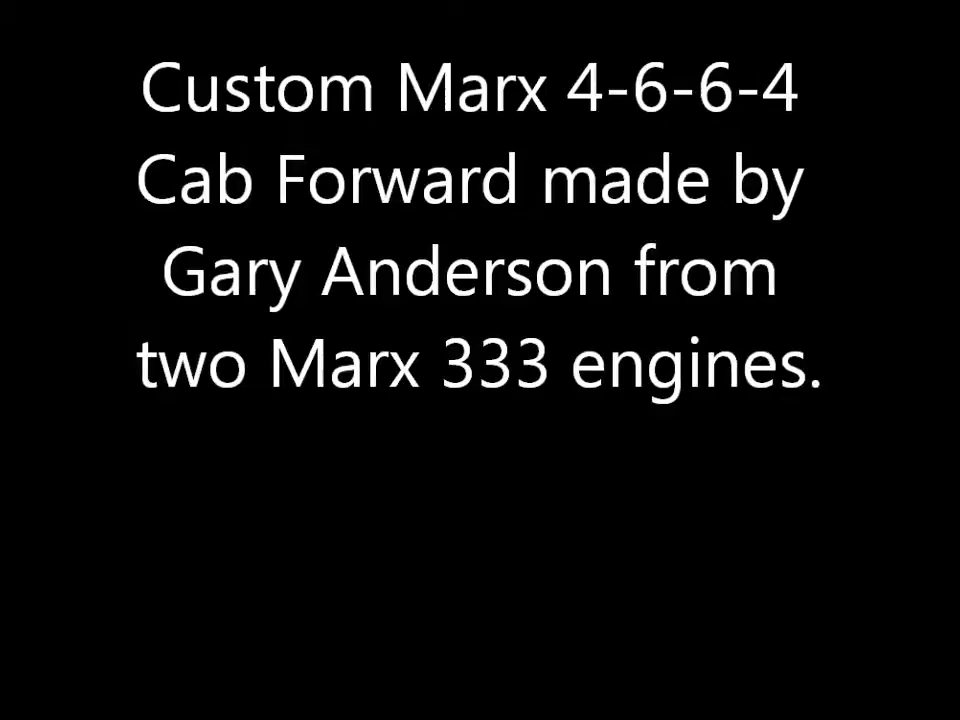 Custom Marx 4-6-6-4
Cab Forward made by
Gary Anderson from
two Marx 333 engines.